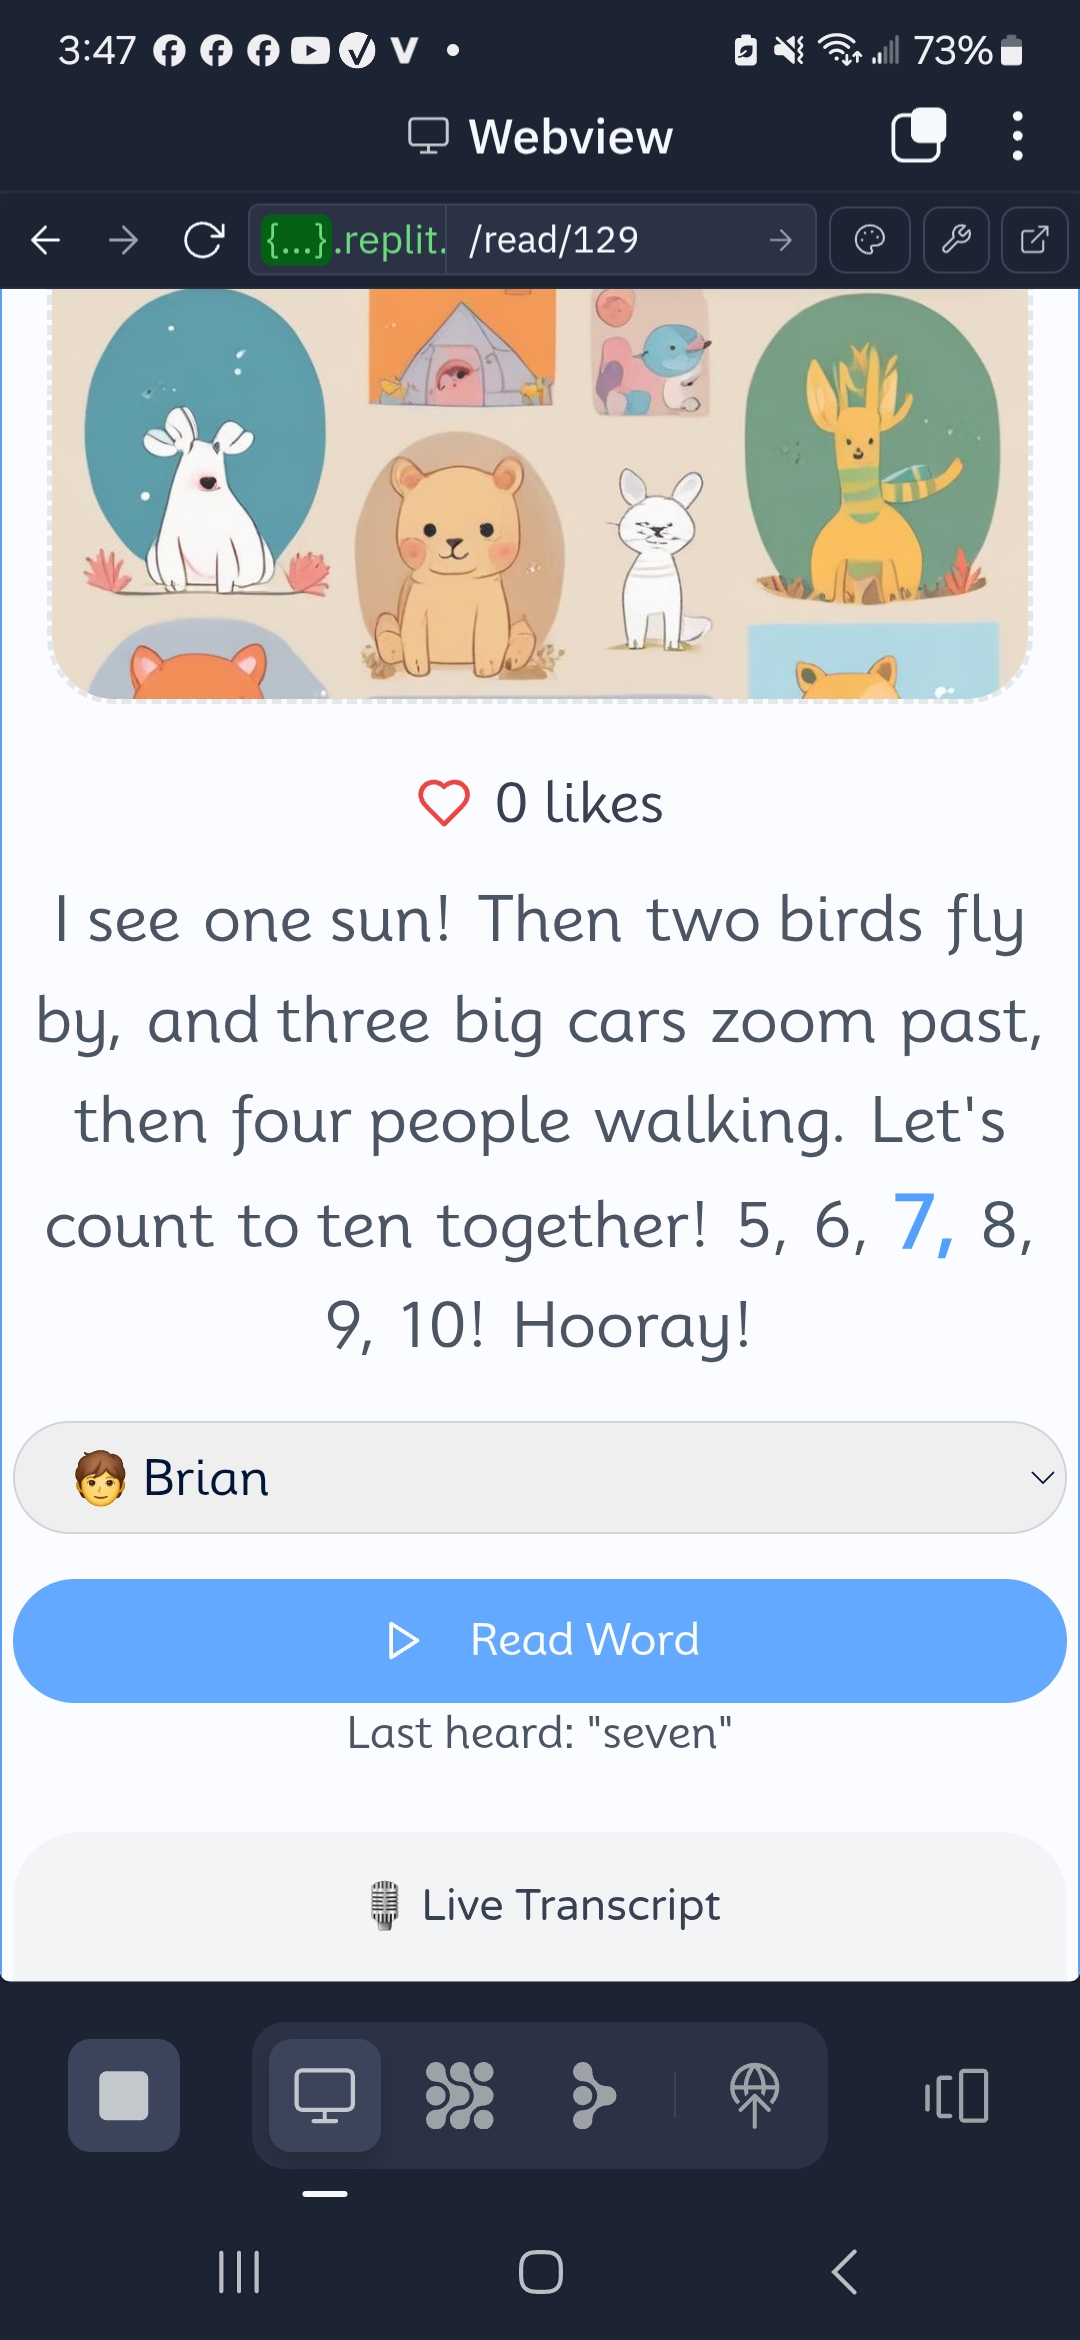 3:47 73%
Webview
{...}.replit. /read/129
0 likes
I see one sun! Then two birds fly
by, and three big cars zoom past,
then four people walking. Let's
count to ten together! 5, 6, 7, 8,
9, 10! Hooray!
Brian
Read Word
Last heard: "seven"
Live Transcript